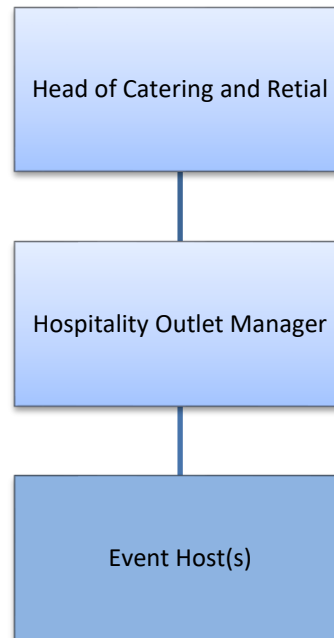 Head of Catering and Retial
Hospitality Outlet Manager
Event Host(s)